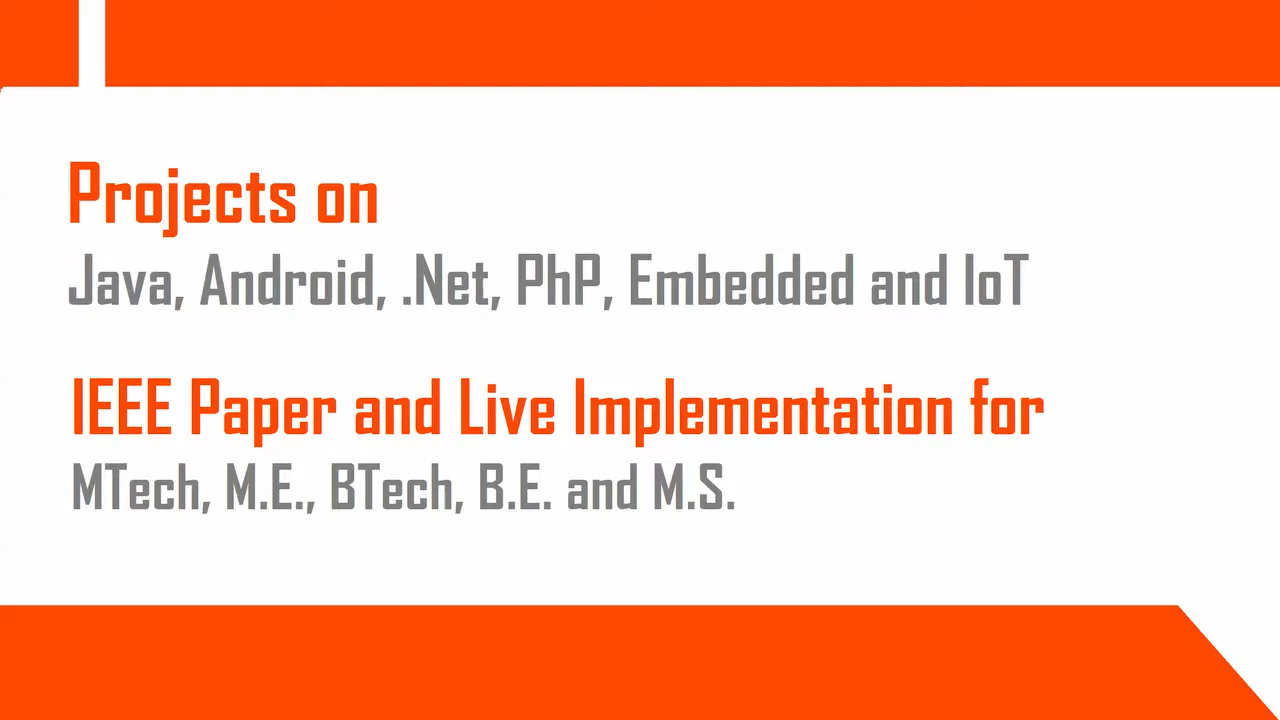 Projects on
Java, Android, .Net, PhP, Embedded and IoT
IEEE Paper and Live Implementation for
MTech, M.E., BTech, B.E. and M.S.